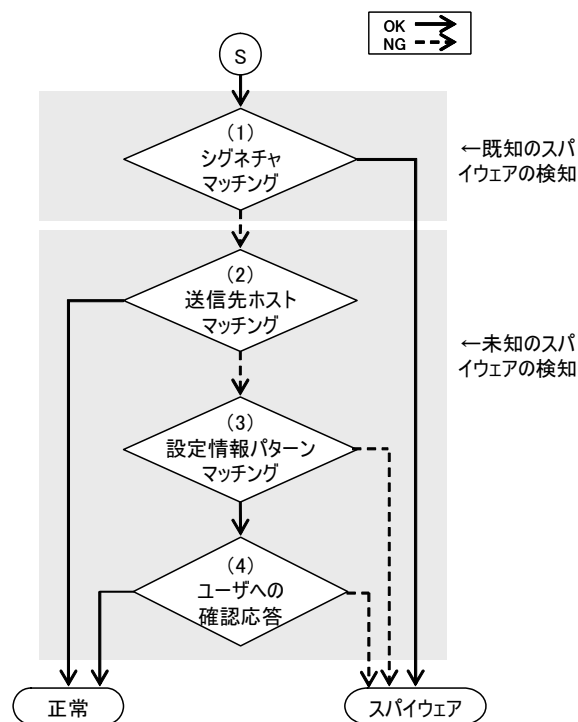 OK
NG
S
(1)
シグネチャ
マッチング
←既知のスパ
イウェアの検知
(2)
送信先ホスト
マッチング
←未知のスパ
イウェアの検知
(3)
設定情報パターン
マッチング
(4)
ユーザへの
確認応答
正常
スパイウェア